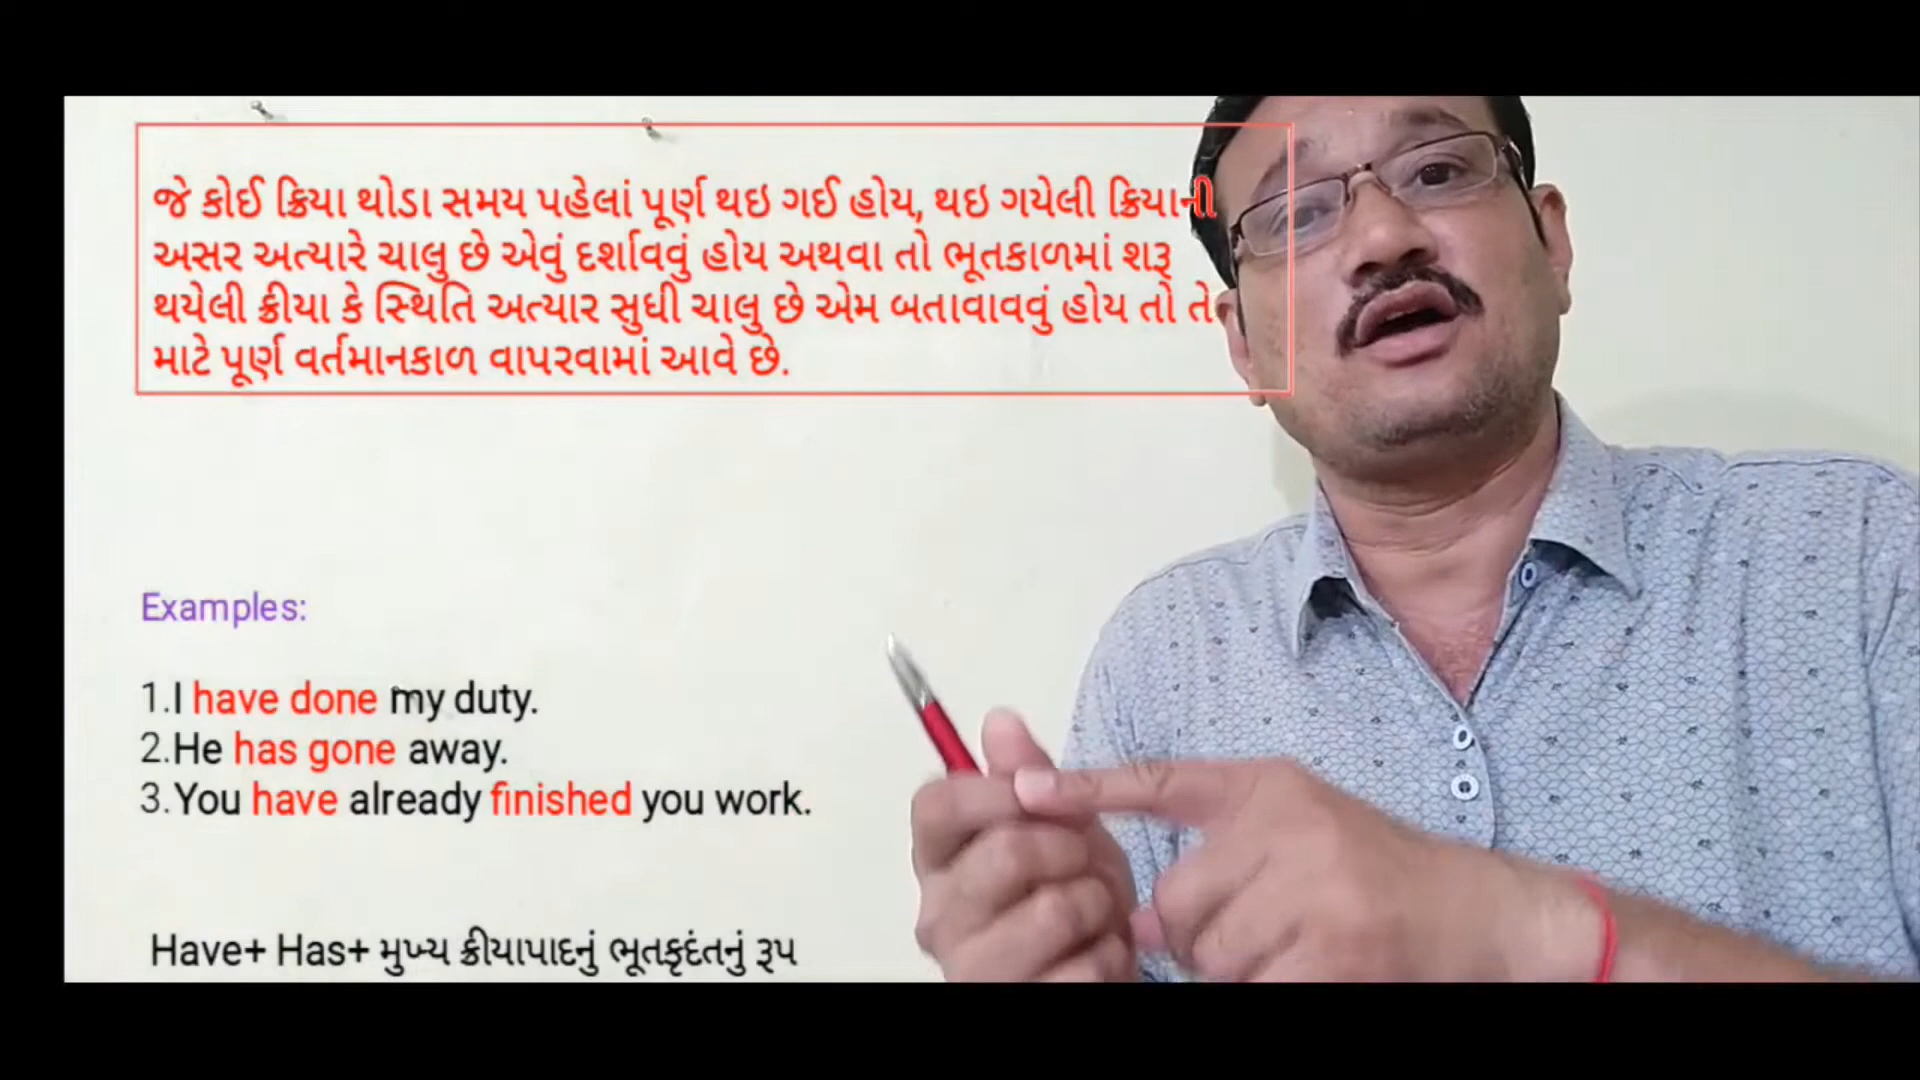 જે કોઈ ક્રિયા થોડા સમય પહેલાં પૂર્ણ થઇ ગઈ હોય, થઇ ગયેલી ક્રિયાની
અસર અત્યારે ચાલુ છે એવું દર્શાવવું હોય અથવા તો ભૂતકાળમાં શરૂ
થયેલી ક્રીયા કે સ્થિતિ અત્યાર સુધી ચાલુ છે એમ બતાવાવવું હોય તો તે
માટે પૂર્ણ વર્તમાનકાળ વાપરવામાં આવે છે.
Examples:
1.I have done my duty.
2.He has gone away.
3.You have already finished you work.
Have+ Has+ મુખ્ય ક્રીયાપાદનું ભૂતકૃદંતનું રૂપ